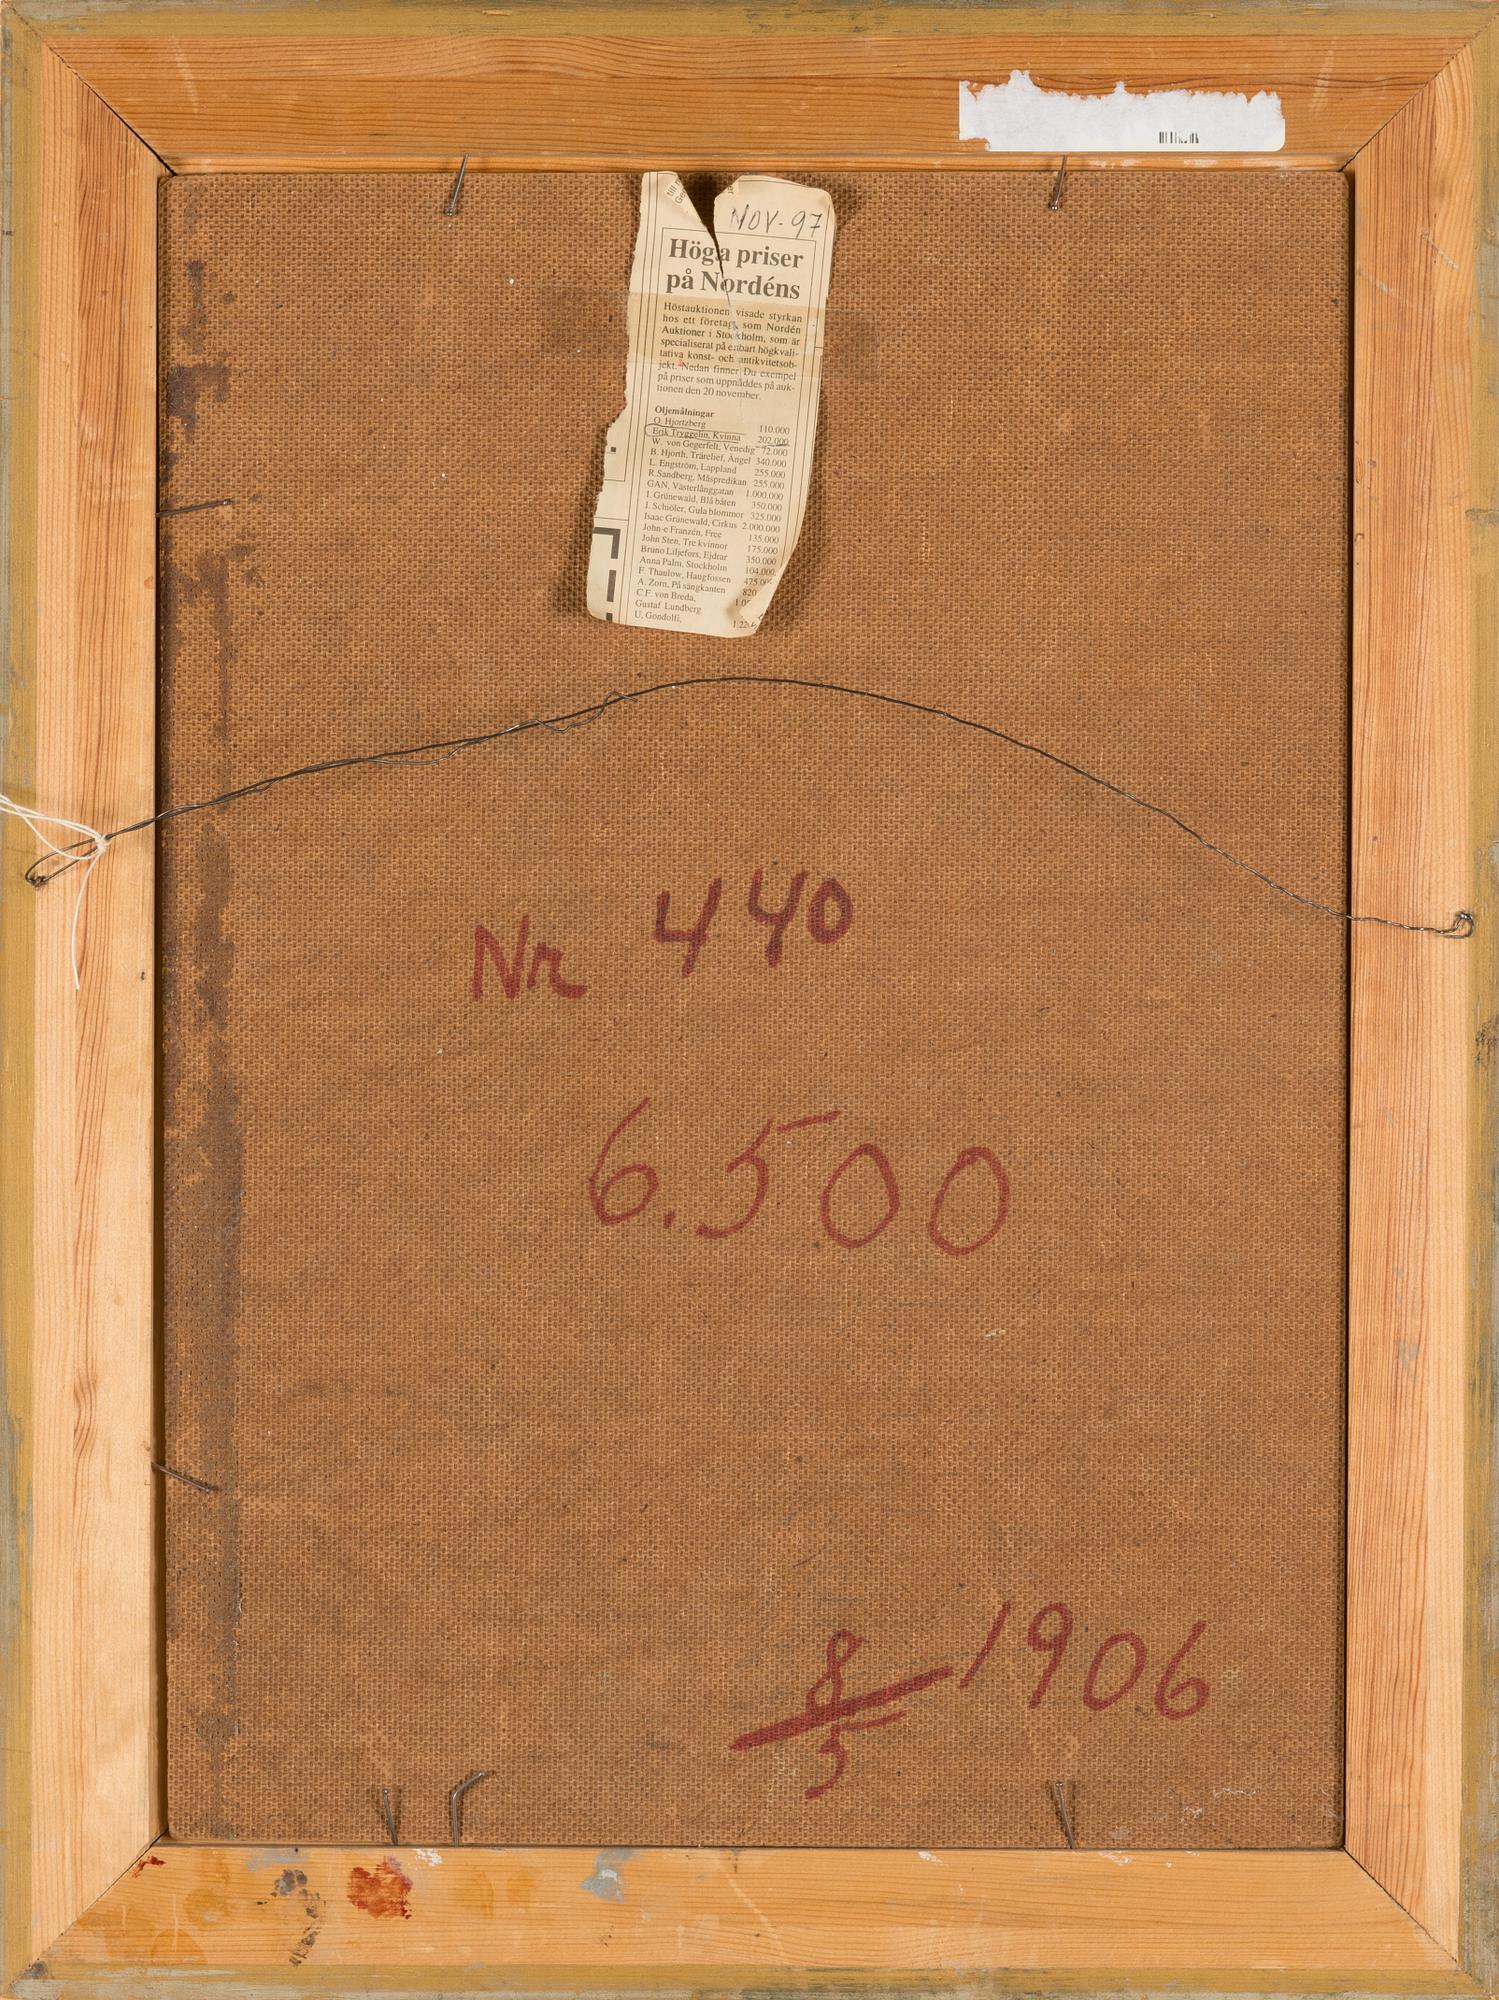 till
NOV-97
Höga priser
på Nordéns
Höstauktionen visade styrkan
hos ett företag som Nordén
Auktioner i Stockholm, som är
specialiserat på enbart högkvali-
tativa konst- och antikvitetsob-
jekt. Nedan finner Du exempel
på priser som uppnåddes på auk-
tionen den 20 november.
Oljemålningar
O. Hjortzberg 110.000
Erik Tryggelin, Kvinna 202.000
W. von Gegerfelt, Venedig 72.000
B. Hjorth, Trärelief, Ängel 340.000
L. Engström, Lappland 255.000
R.Sandberg, Måspredikan 255.000
GAN, Västerlånggatan 1.000.000
I. Grünewald, Blå båten 350.000
I. Schiöler, Gula blommor 325.000
Isaac Grünewald, Cirkus 2.000.000
John-e Franzén, Free 135.000
John Sten, Tre kvinnor 175.000
Bruno Liljefors, Ejdrar 350.000
Anna Palm, Stockholm 104.000
F. Thaulow, Haugfossen 475.00
A. Zorn, På sängkanten 820
C.F. von Breda,
Gustaf Lundberg
U. Gondolfi,
Nr 440
6.500
8/5 1906